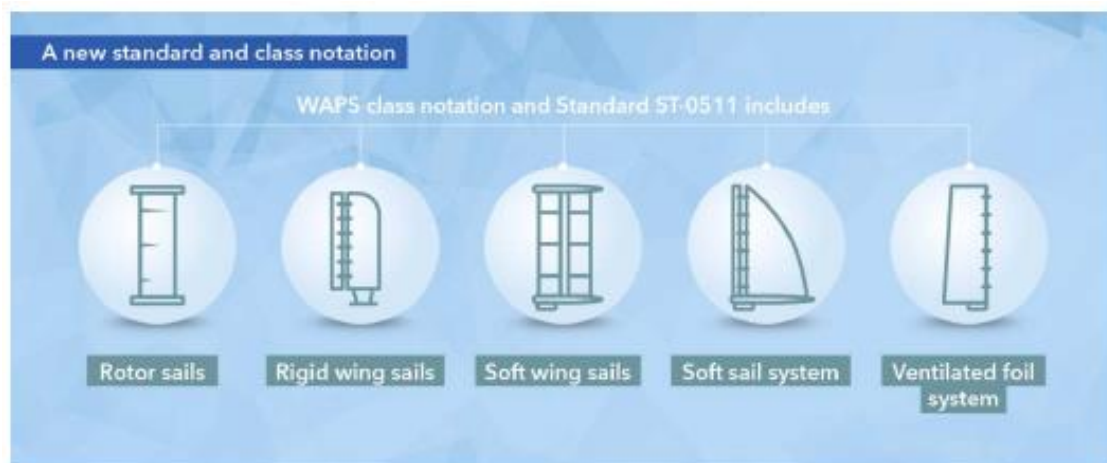 A new standard and class notation
WAPS class notation and Standard ST-0511 includes
Rotor sails
Rigid wing sails
Soft wing sails
Soft sail system
Ventilated foil
system